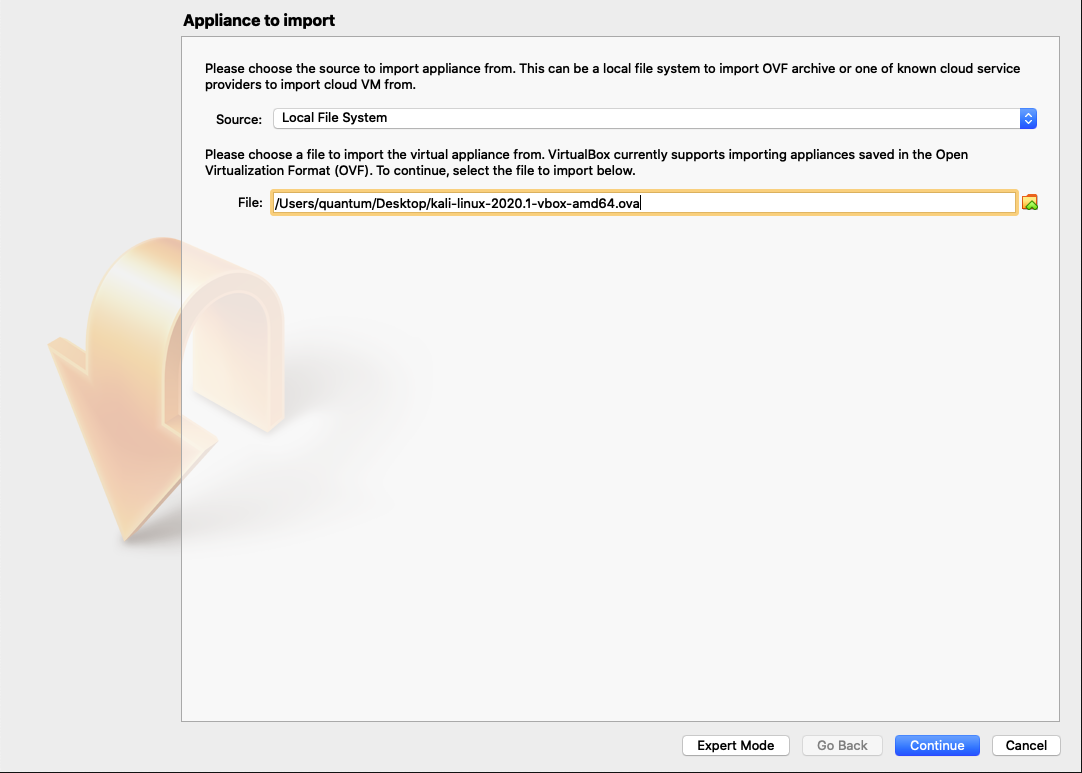 Appliance to import
Please choose the source to import appliance from. This can be a local file system to import OVF archive or one of known cloud service
providers to import cloud VM from.
Source: Local File System
Please choose a file to import the virtual appliance from. VirtualBox currently supports importing appliances saved in the Open
Virtualization Format (OVF). To continue, select the file to import below.
File: /Users/quantum/Desktop/kali-linux-2020.1-vbox-amd64.ova
Expert Mode Go Back Continue Cancel